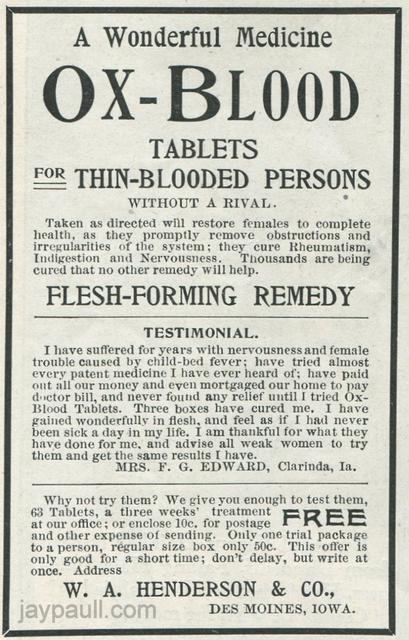 A Wonderful Medicine
OX-BLOOD
TABLETS
FOR THIN-BLOODED PERSONS
WITHOUT A RIVAL.
Taken as directed will restore females to complete
health, as they promptly remove obstructions and
irregularities of the system; they cure Rheumatism,
Indigestion and Nervousness. Thousands are being
cured that no other remedy will help.
FLESH-FORMING REMEDY
TESTIMONIAL.
I have suffered for years with nervousness and female
trouble caused by child-bed fever; have tried almost
every patent medicine I have ever heard of; have paid
out all our money and even mortgaged our home to pay
doctor bill, and never found any relief until I tried Ox-
Blood Tablets. Three boxes have cured me. I have
gained wonderfully in flesh, and feel as if I had never
been sick a day in my life. I am thankful for what they
have done for me, and advise all weak women to try
them and get the same results I have.
MRS. F. G. EDWARD, Clarinda, Ia.
Why not try them? We give you enough to test them,
63 Tablets, a three weeks' treatment FREE
at our office; or enclose 10c. for postage
and other expense of sending. Only one trial package
to a person, regular size box only 50c. This offer is
only good for a short time; don't delay, but write at
once. Address
W. A. HENDERSON & CO.,
DES MOINES, IOWA.
jaypaull.com